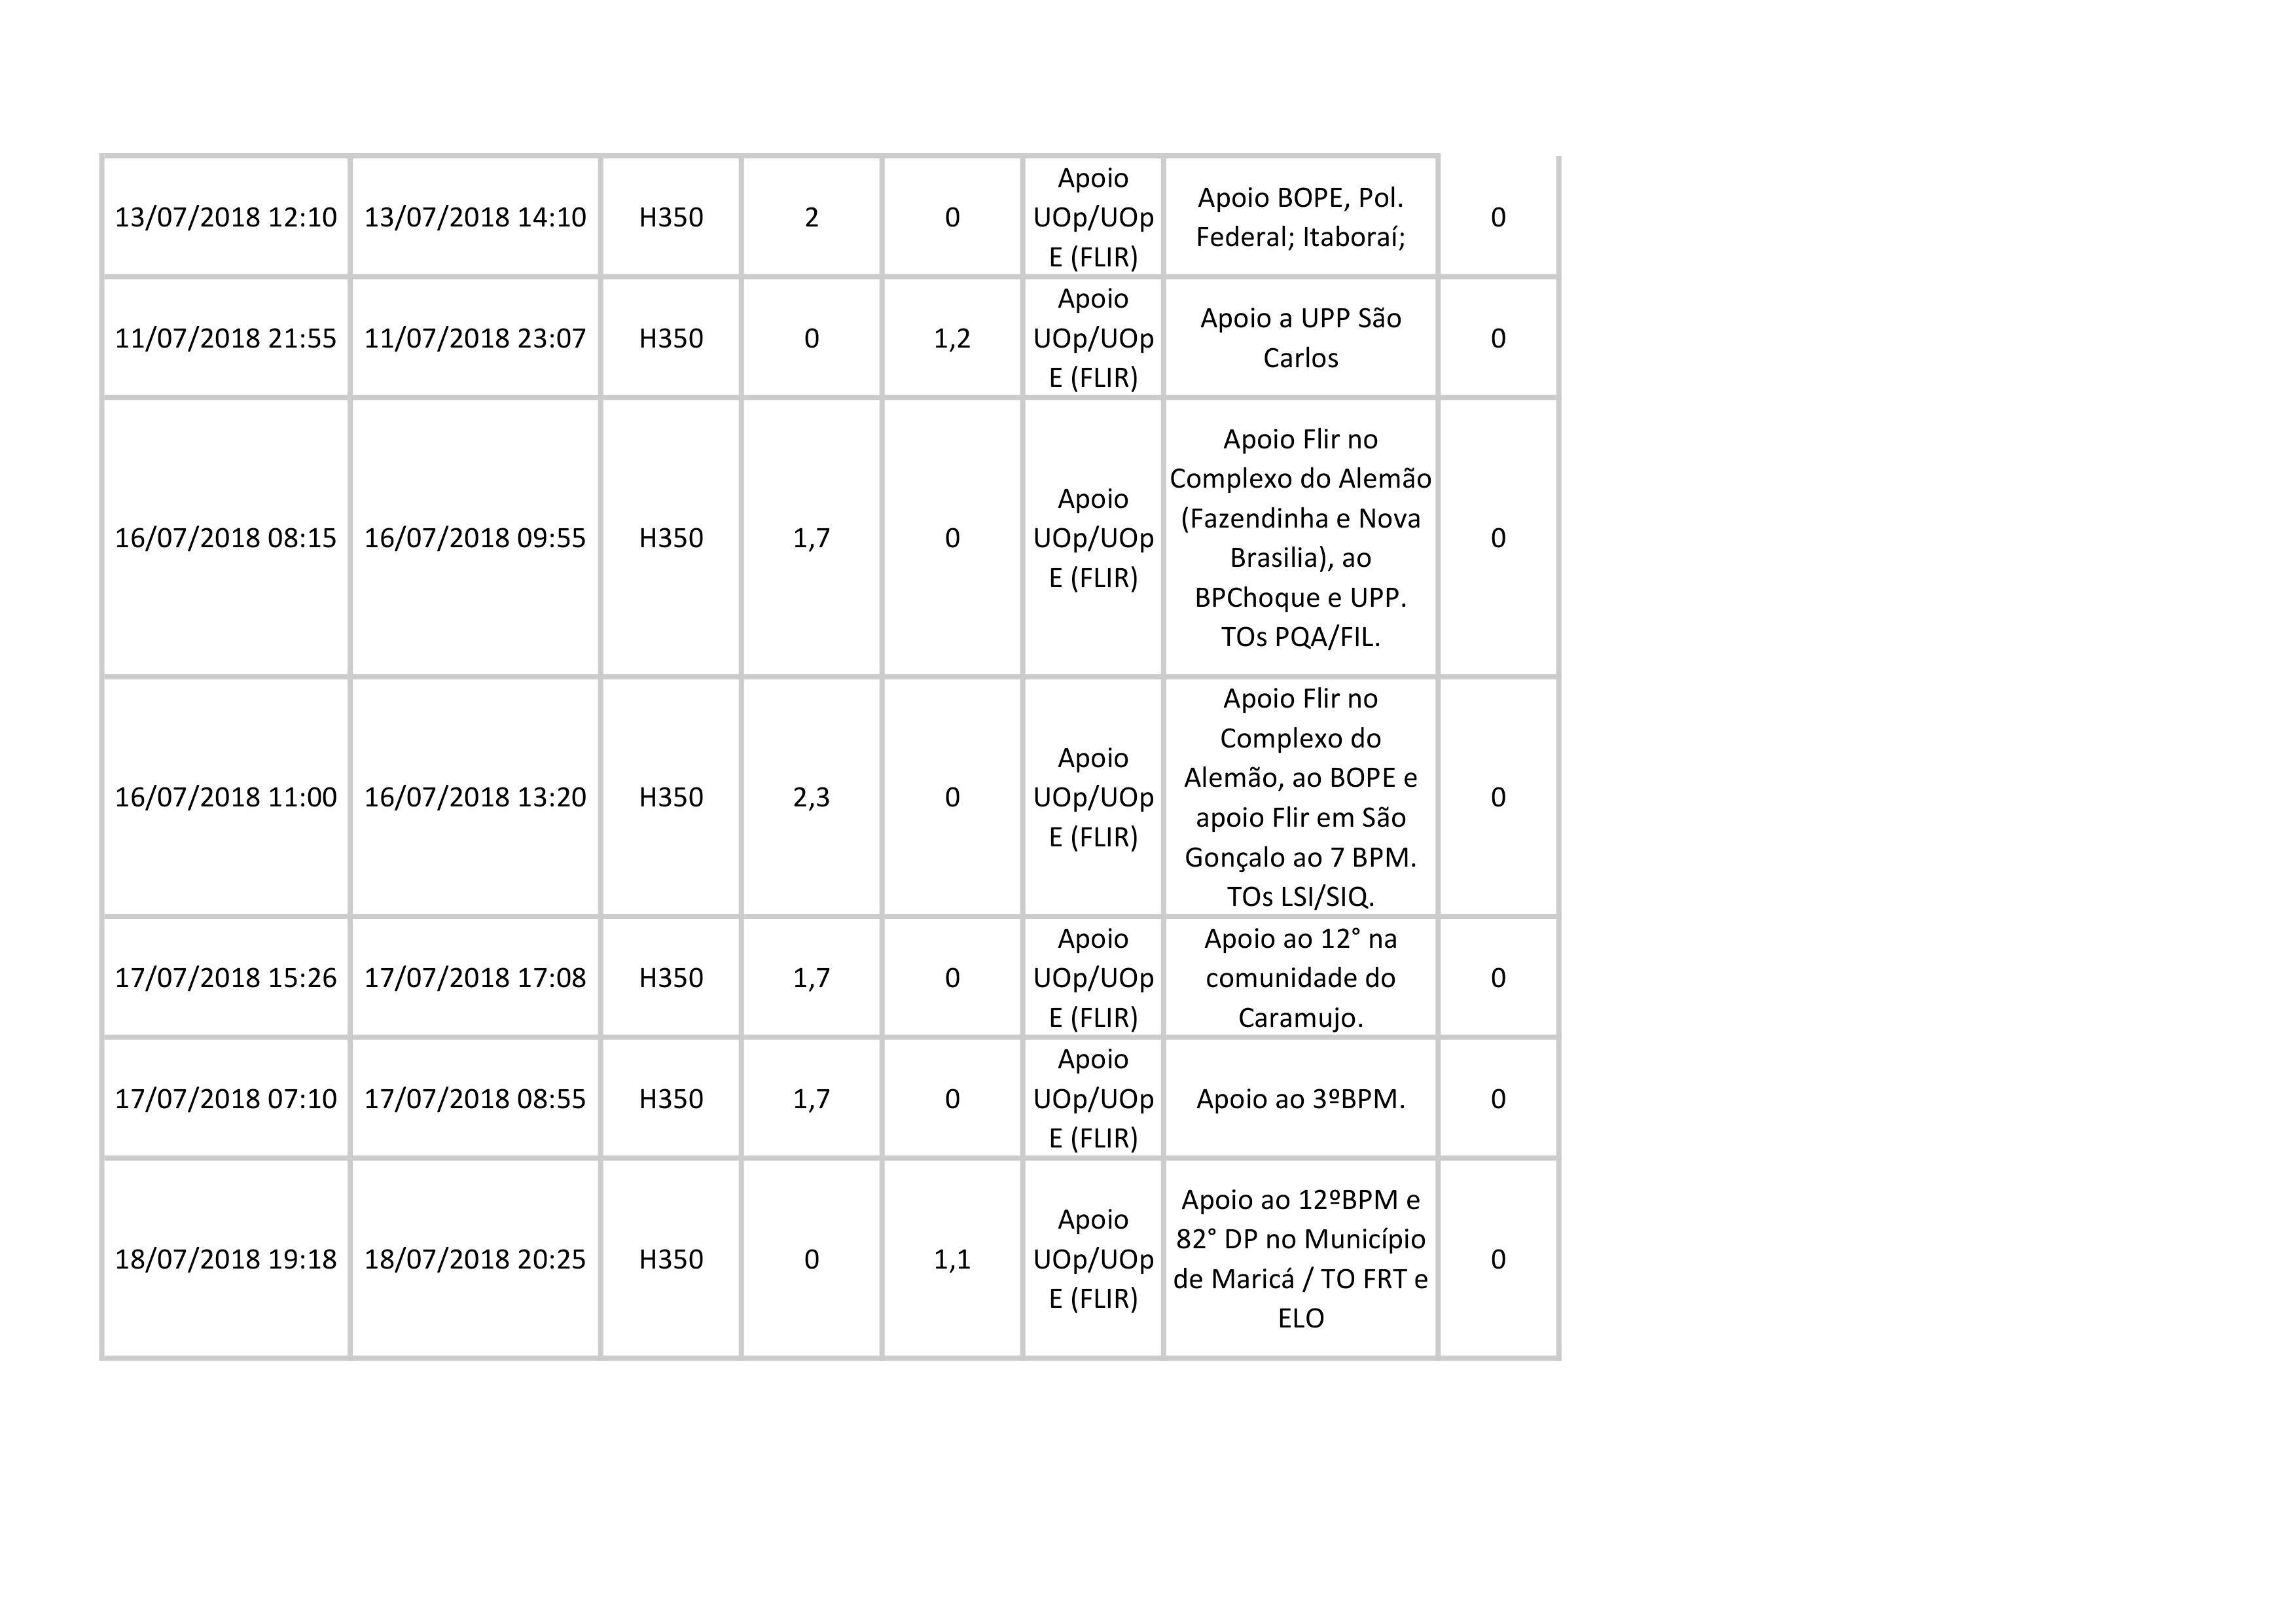 13/07/2018 12:10 13/07/2018 14:10 H350 2 0 Apoio UOp/UOp E (FLIR) Apoio BOPE, Pol. Federal; Itaboraí; 0
11/07/2018 21:55 11/07/2018 23:07 H350 0 1,2 Apoio UOp/UOp E (FLIR) Apoio a UPP São Carlos 0
16/07/2018 08:15 16/07/2018 09:55 H350 1,7 0 Apoio UOp/UOp E (FLIR) Apoio Flir no Complexo do Alemão (Fazendinha e Nova Brasilia), ao BPChoque e UPP. TOs PQA/FIL. 0
16/07/2018 11:00 16/07/2018 13:20 H350 2,3 0 Apoio UOp/UOp E (FLIR) Apoio Flir no Complexo do Alemão, ao BOPE e apoio Flir em São Gonçalo ao 7 BPM. TOs LSI/SIQ. 0
17/07/2018 15:26 17/07/2018 17:08 H350 1,7 0 Apoio UOp/UOp E (FLIR) Apoio ao 12° na comunidade do Caramujo. 0
17/07/2018 07:10 17/07/2018 08:55 H350 1,7 0 Apoio UOp/UOp E (FLIR) Apoio ao 3ºBPM. 0
18/07/2018 19:18 18/07/2018 20:25 H350 0 1,1 Apoio UOp/UOp E (FLIR) Apoio ao 12ºBPM e 82° DP no Município de Maricá / TO FRT e ELO 0